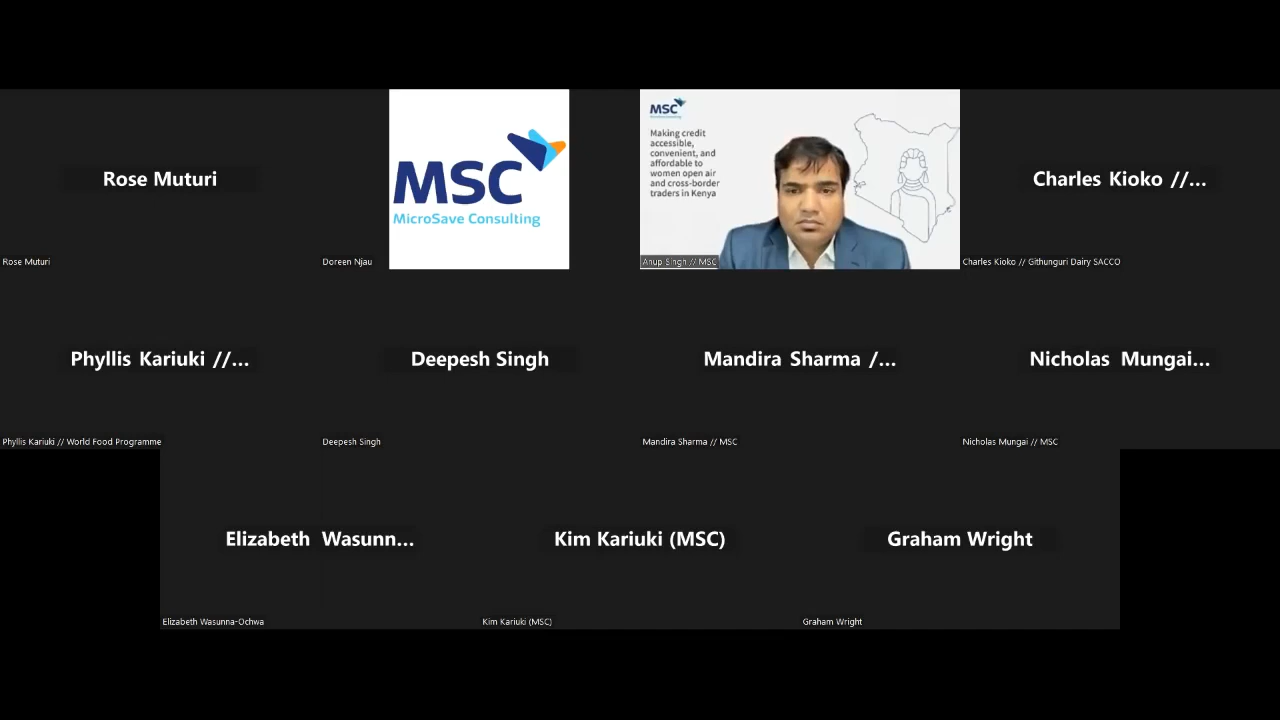 Rose Muturi
Rose Muturi
MSC
MicroSave Consulting
Doreen Njau
MSC
Making credit
accessible,
convenient, and
affordable to
women open air
and cross-border
traders in Kenya
Anup Singh // MSC
Charles Kioko //...
Charles Kioko // Githunguri Dairy SACCO
Phyllis Kariuki //...
Phyllis Kariuki // World Food Programme
Deepesh Singh
Deepesh Singh
Mandira Sharma /...
Mandira Sharma // MSC
Nicholas Mungai...
Nicholas Mungai // MSC
Elizabeth Wasunn...
Elizabeth Wasunna-Ochwa
Kim Kariuki (MSC)
Kim Kariuki (MSC)
Graham Wright
Graham Wright